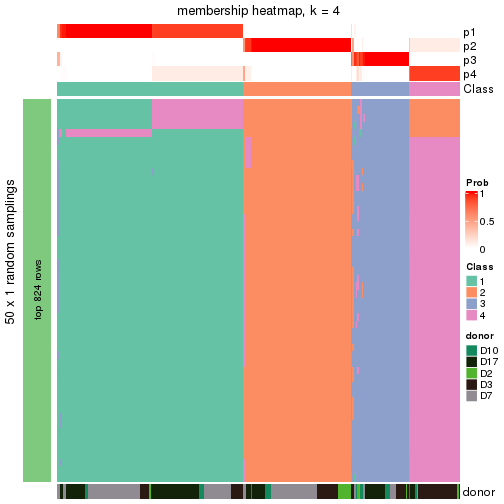 membership heatmap, k = 4
p1
p2
p3
p4
Class
50 x 1 random samplings
top 824 rows
Prob
1
0.5
0
Class
1
2
3
4
donor
D10
D17
D2
D3
D7
donor